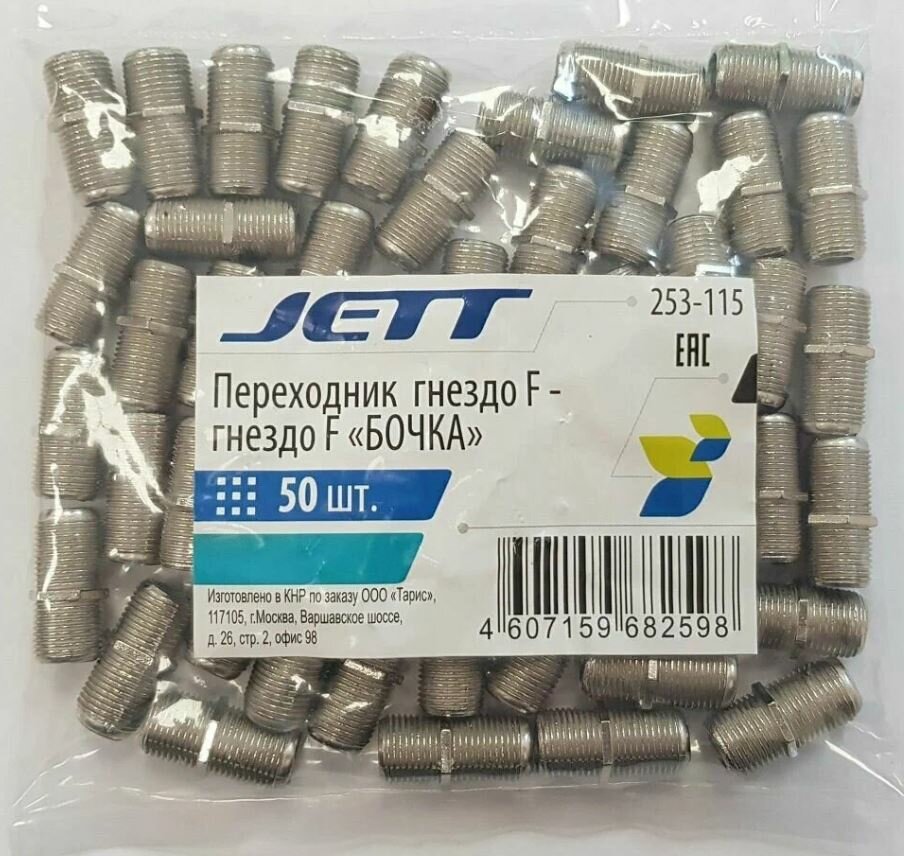 JETT
253-115
EAC
Переходник гнездо F -
гнездо F «БОЧКА»
50 шт.
Изготовлено в КНР по заказу ООО «Тарис»,
117105, г.Москва, Варшавское шоссе,
д. 26, стр. 2, офис 98
4 607159 682598